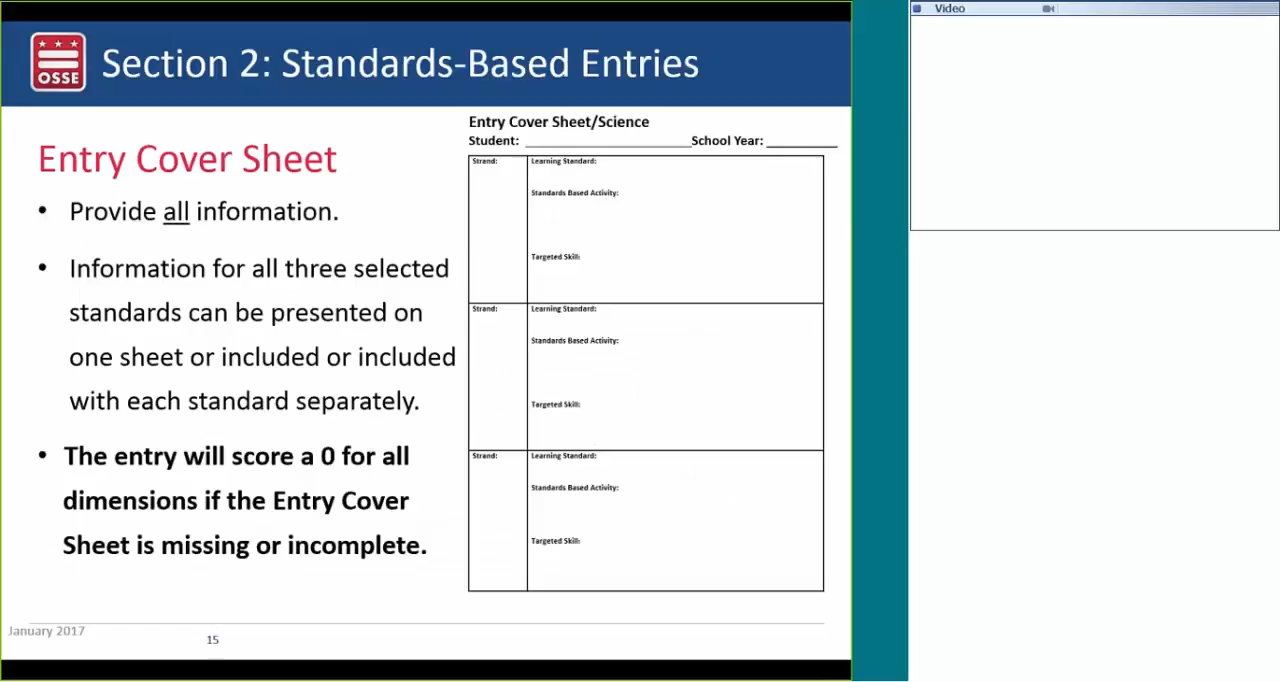 OSSE
Section 2: Standards-Based Entries
Entry Cover Sheet
• Provide all information.
• Information for all three selected
standards can be presented on
one sheet or included or included
with each standard separately.
• The entry will score a 0 for all
dimensions if the Entry Cover
Sheet is missing or incomplete.
Entry Cover Sheet/Science
Student: ____________________School Year: _________
Strand:
Learning Standard:
Standards Based Activity:
Targeted Skill:
Strand:
Learning Standard:
Standards Based Activity:
Targeted Skill:
Strand:
Learning Standard:
Standards Based Activity:
Targeted Skill:
January 2017
15
Video